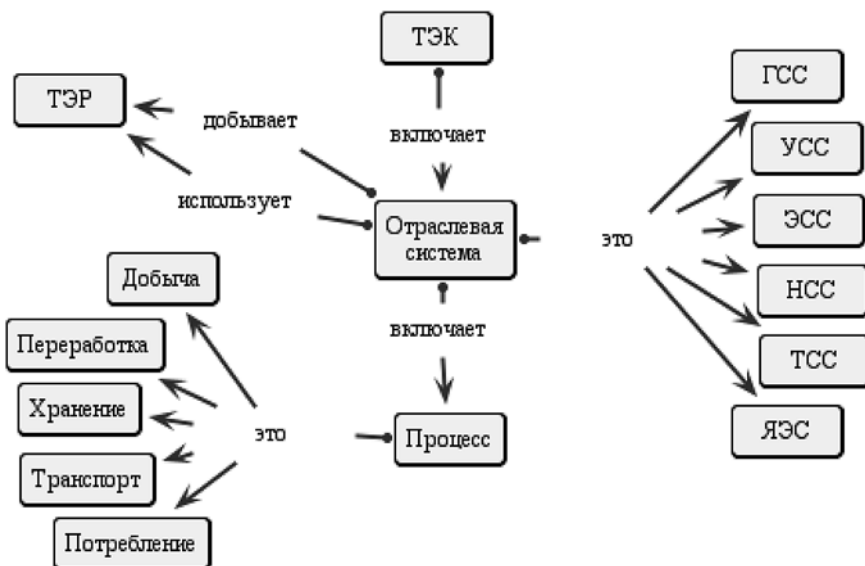 ТЭК
ГСС
ТЭР
добывает
включает
УСС
использует
Отраслевая
система
ЭСС
это
Добыча
НСС
включает
Переработка
ТСС
Хранение
это
Процесс
ЯЭС
Транспорт
Потребление